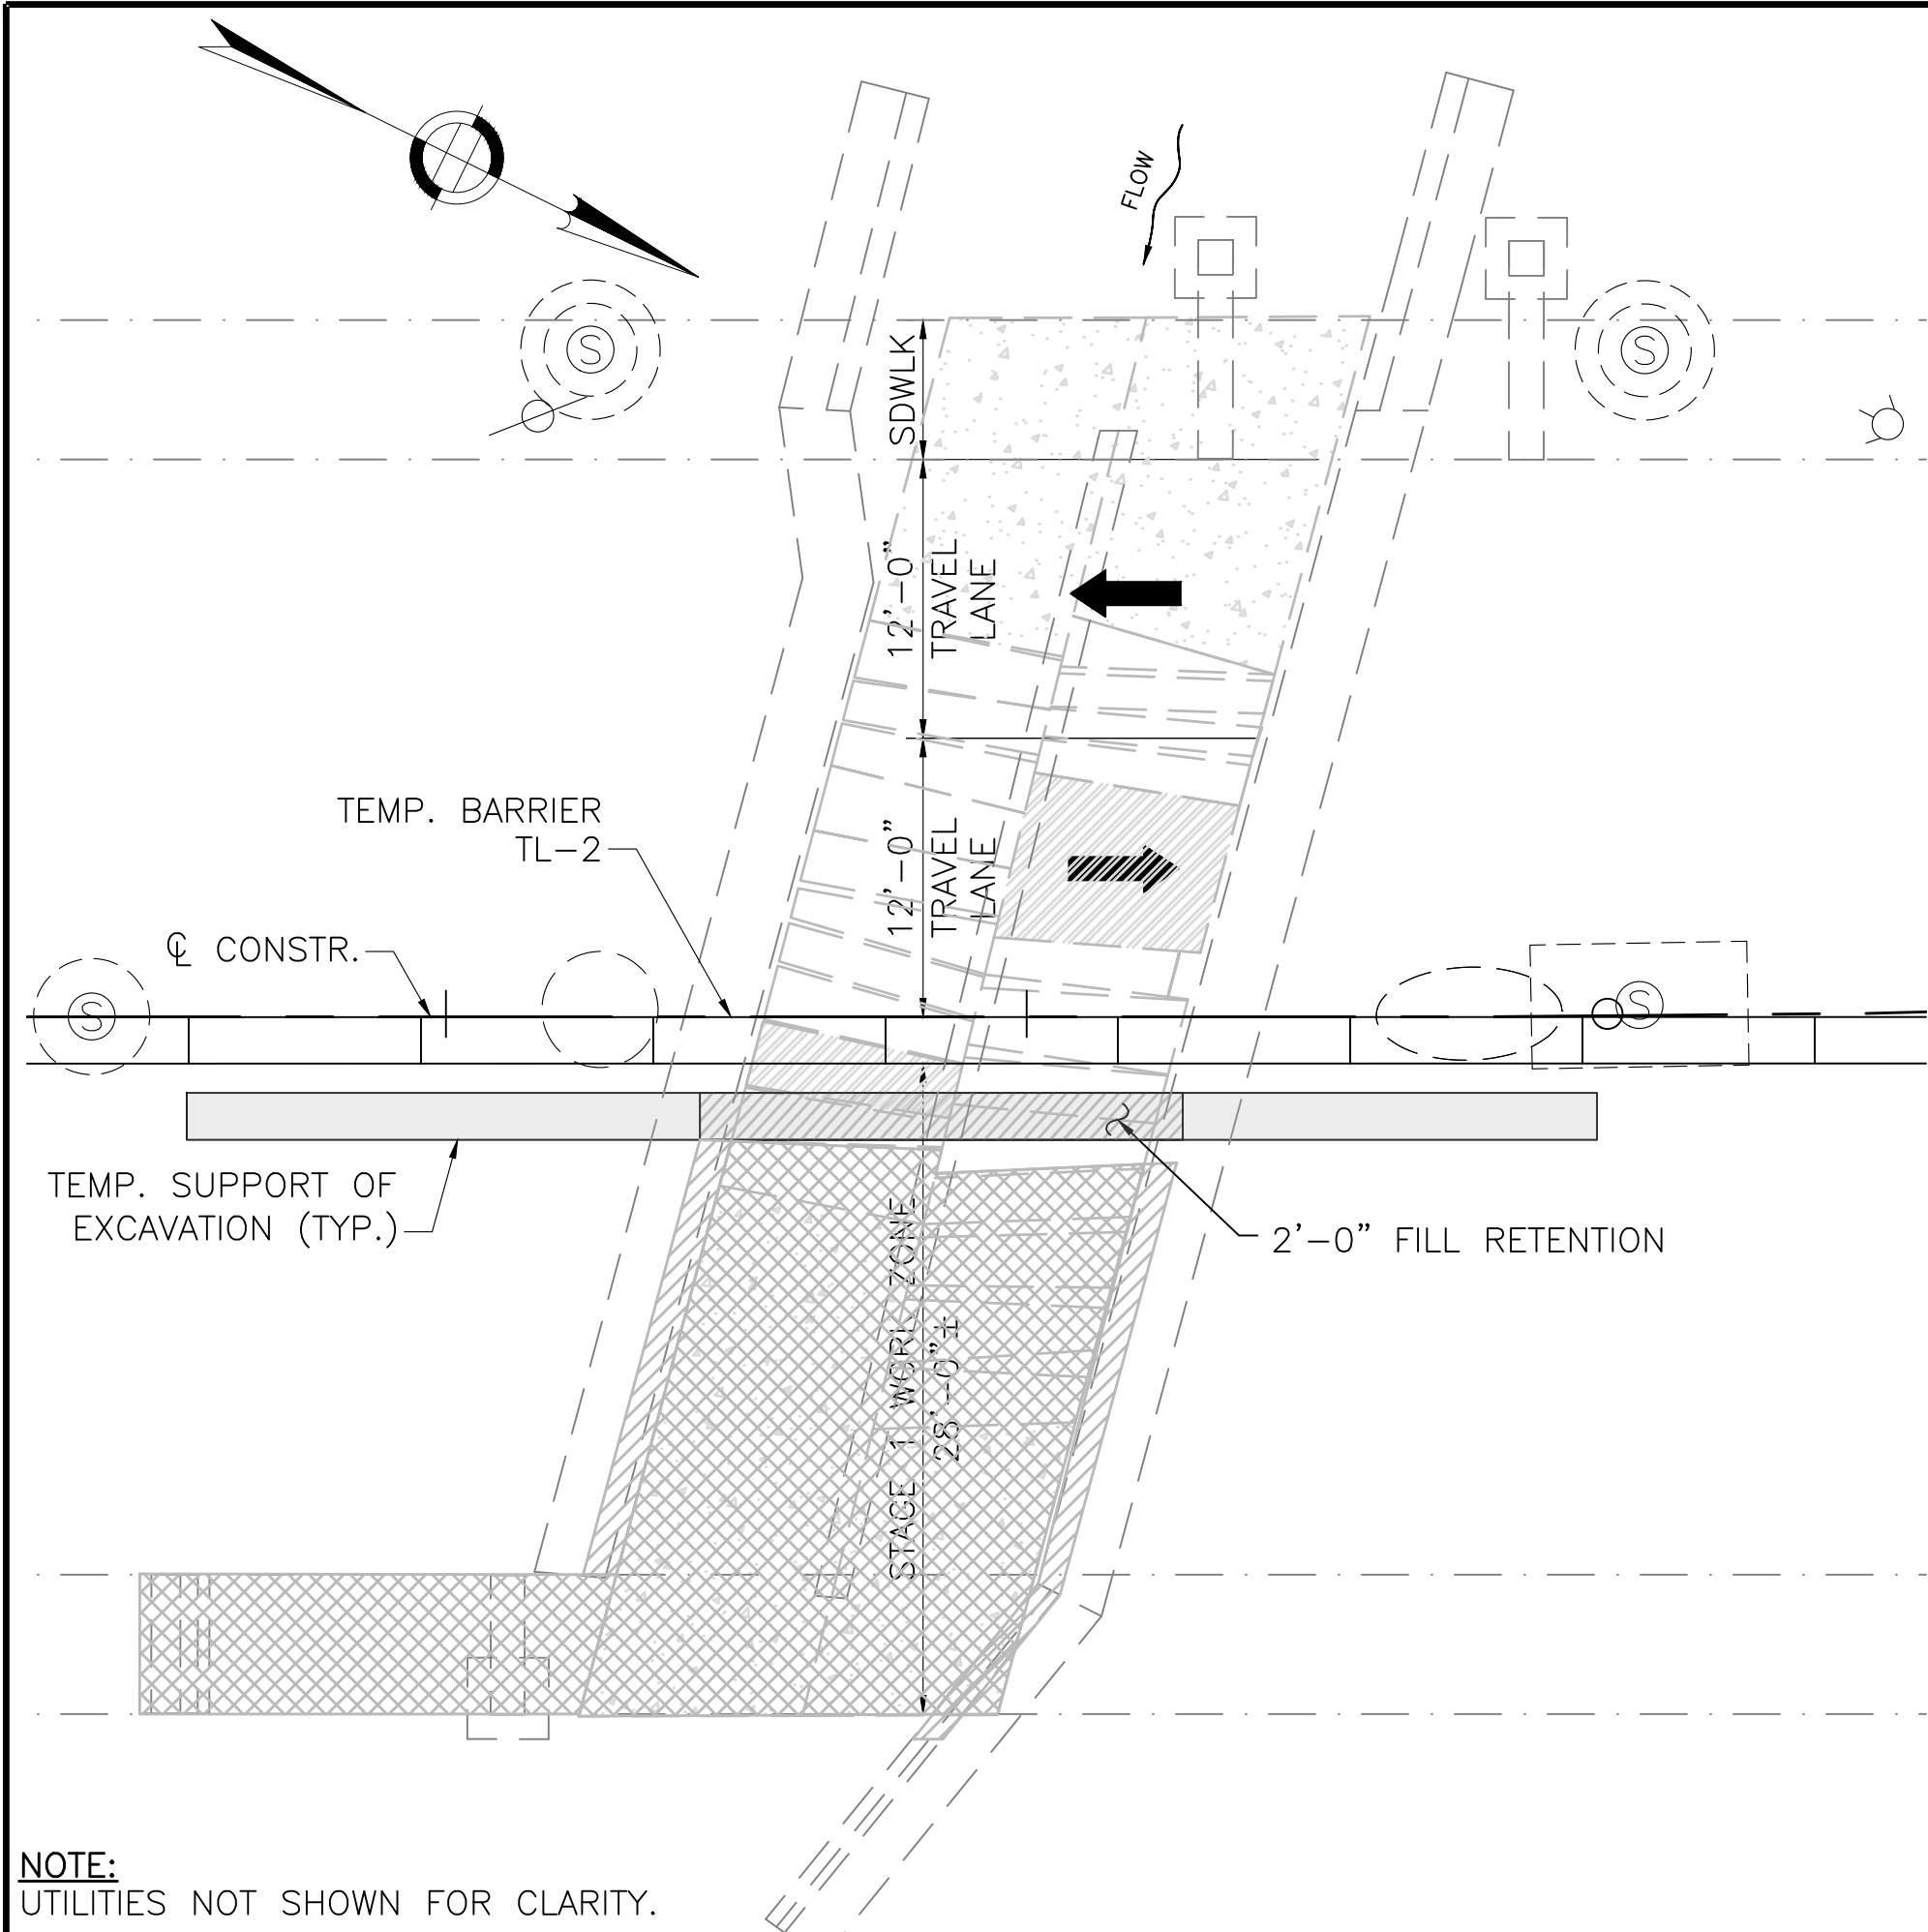 FLOW
S
S
SDWLK
12'-0"
TRAVEL
LANE
TEMP. BARRIER
TL-2
12'-0"
TRAVEL
LANE
℄ CONSTR.
S
S
TEMP. SUPPORT OF
EXCAVATION (TYP.)
2'-0" FILL RETENTION
STAGE 1 WORK ZONE
28'-0" ±
NOTE:
UTILITIES NOT SHOWN FOR CLARITY.